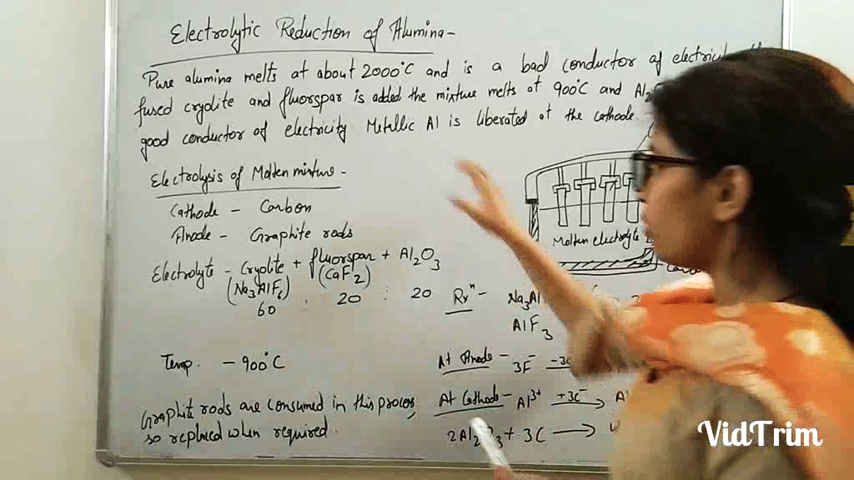 Electrolytic Reduction of Alumina-
Pure alumina melts at about 2000°C and is a bad conductor of
fused cryolite and fluorspar is added the mixture melts at 900°C and
good conductor of electricity Metallic Al is liberated at the cathode.
Electrolysis of Molten mixture -
Cathode - Carbon
Anode - Graphite rods
Molten electrolyte
Electrolyte - Cryolite + fluorspar + Al₂O₃
(Na₃AlF₆) (CaF₂)
60 : 20 : 20
Rxⁿ-
AlF₃
Temp. - 900°C
At Anode - 3F⁻
At Cathode - Al³⁺ +3e⁻
Graphite rods are consumed in this process,
so replaced when required.
2Al₂O₃ + 3C ⟶
VidTrim